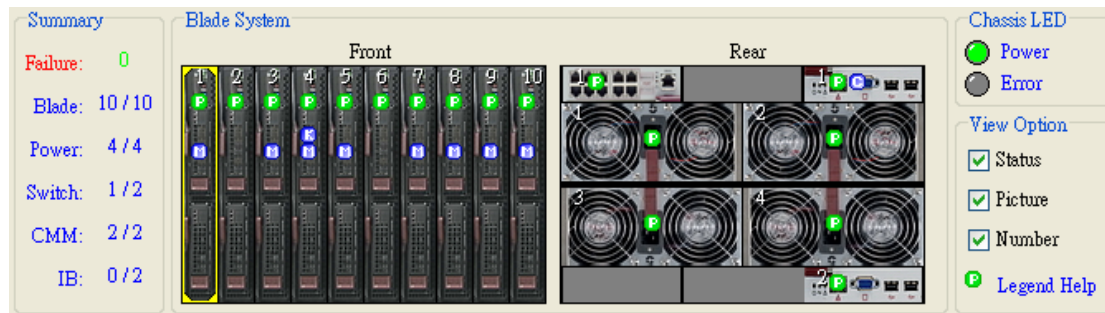 Summary
Failure: 0
Blade: 10 / 10
Power: 4 / 4
Switch: 1 / 2
CMM: 2 / 2
IB: 0 / 2
Blade System
Front
1 2 3 4 5 6 7 8 9 10
P P P P P P P P P P
K
M M M M M M M M
Rear
1 P 1 P C
1 P 2 P
3 P 4 P
2 P
Chassis LED
Power
Error
View Option
Status
Picture
Number
P Legend Help